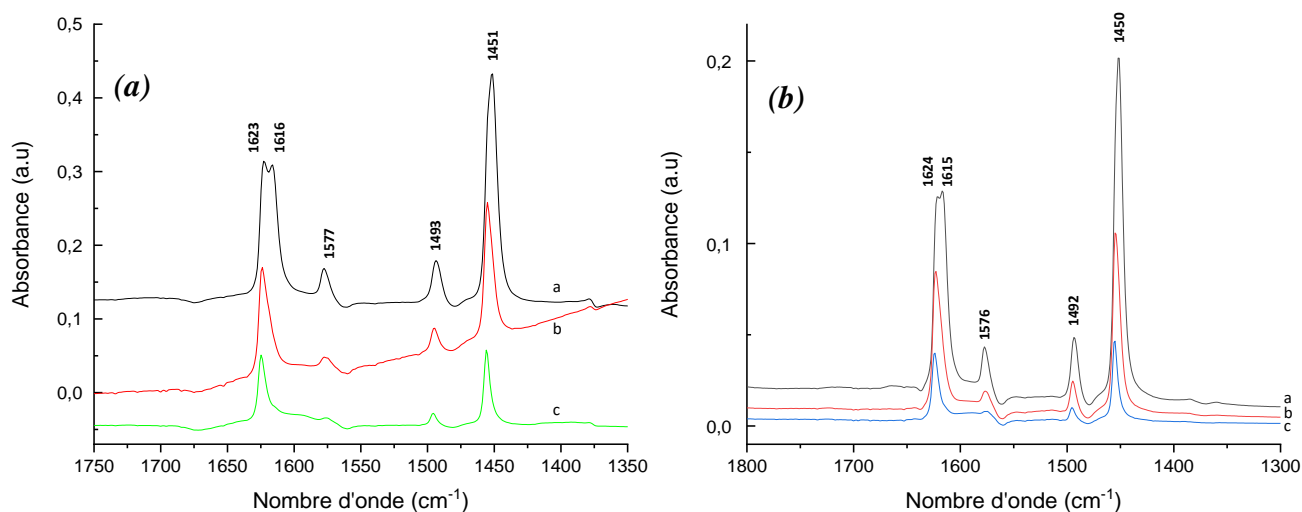 (a)
Absorbance (a.u)
0,5
0,4
0,3
0,2
0,1
0,0
1623
1616
1577
1493
1451
a
b
c
1750 1700 1650 1600 1550 1500 1450 1400 1350
Nombre d'onde (cm-1)
(b)
Absorbance (a.u)
0,2
0,1
0,0
1624
1615
1576
1492
1450
a
b
c
1800 1700 1600 1500 1400 1300
Nombre d'onde (cm-1)